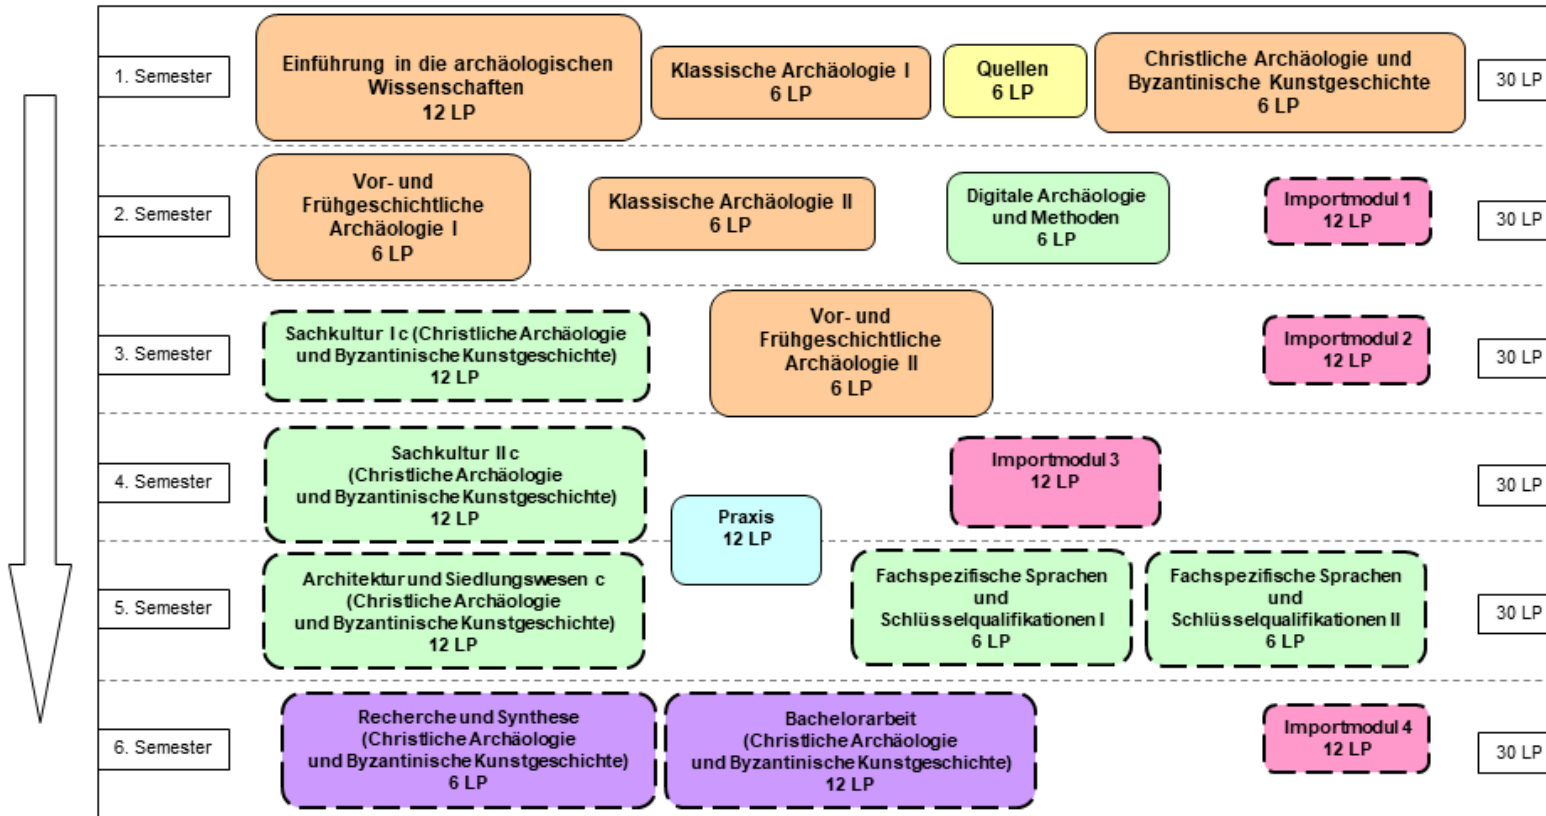 1. Semester
Einführung in die archäologischen
Wissenschaften
12 LP
Klassische Archäologie I
6 LP
Quellen
6 LP
Christliche Archäologie und
Byzantinische Kunstgeschichte
6 LP
30 LP
2. Semester
Vor- und
Frühgeschichtliche
Archäologie I
6 LP
Klassische Archäologie II
6 LP
Digitale Archäologie
und Methoden
6 LP
Importmodul 1
12 LP
30 LP
3. Semester
Sachkultur I c (Christliche Archäologie
und Byzantinische Kunstgeschichte)
12 LP
Vor- und
Frühgeschichtliche
Archäologie II
6 LP
Importmodul 2
12 LP
30 LP
4. Semester
Sachkultur II c
(Christliche Archäologie
und Byzantinische Kunstgeschichte)
12 LP
Praxis
12 LP
Importmodul 3
12 LP
30 LP
5. Semester
Architektur und Siedlungswesen c
(Christliche Archäologie
und Byzantinische Kunstgeschichte)
12 LP
Fachspezifische Sprachen
und
Schlüsselqualifikationen I
6 LP
Fachspezifische Sprachen
und
Schlüsselqualifikationen II
6 LP
30 LP
6. Semester
Recherche und Synthese
(Christliche Archäologie
und Byzantinische Kunstgeschichte)
6 LP
Bachelorarbeit
(Christliche Archäologie
und Byzantinische Kunstgeschichte)
12 LP
Importmodul 4
12 LP
30 LP